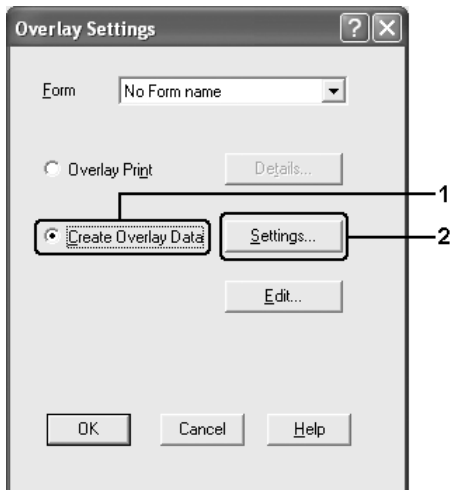 Overlay Settings
Form No Form name
Overlay Print Details...
1
Create Overlay Data Settings... 2
Edit...
OK Cancel Help